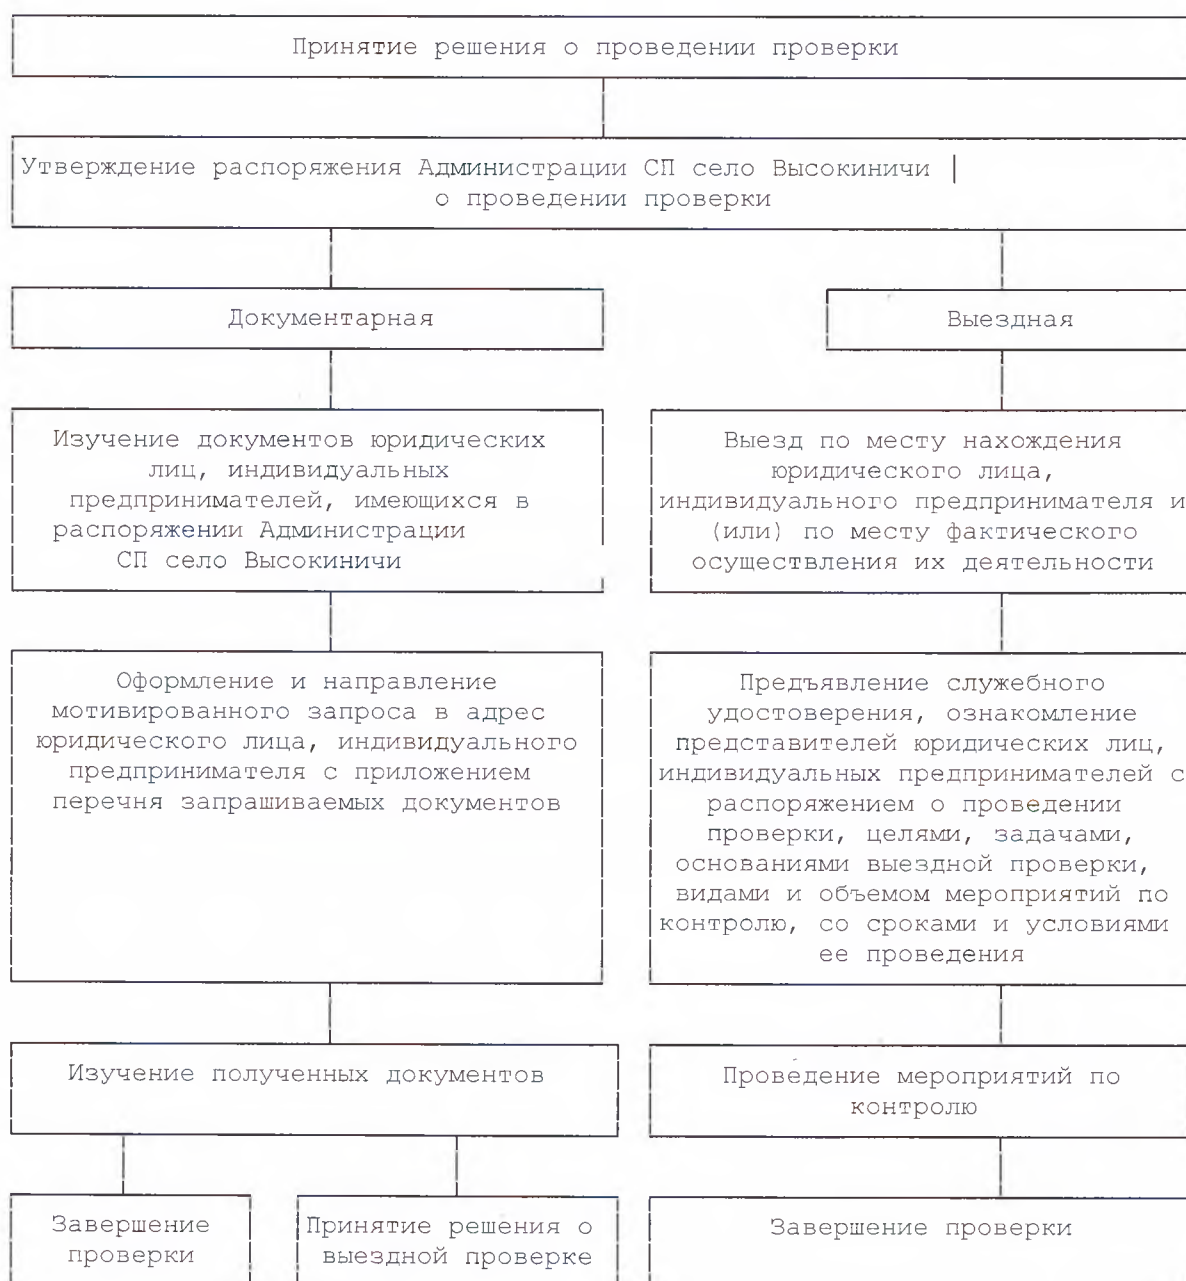 Принятие решения о проведении проверки
Утверждение распоряжения Администрации СП село Высокиничи
о проведении проверки
Документарная
Выездная
Изучение документов юридических
лиц, индивидуальных
предпринимателей, имеющихся в
распоряжении Администрации
СП село Высокиничи
Выезд по месту нахождения
юридического лица,
индивидуального предпринимателя и
(или) по месту фактического
осуществления их деятельности
Оформление и направление
мотивированного запроса в адрес
юридического лица, индивидуального
предпринимателя с приложением
перечня запрашиваемых документов
Предъявление служебного
удостоверения, ознакомление
представителей юридических лиц,
индивидуальных предпринимателей с
распоряжением о проведении
проверки, целями, задачами,
основаниями выездной проверки,
видами и объемом мероприятий по
контролю, со сроками и условиями
ее проведения
Изучение полученных документов
Проведение мероприятий по
контролю
Завершение
проверки
Принятие решения о
выездной проверке
Завершение проверки